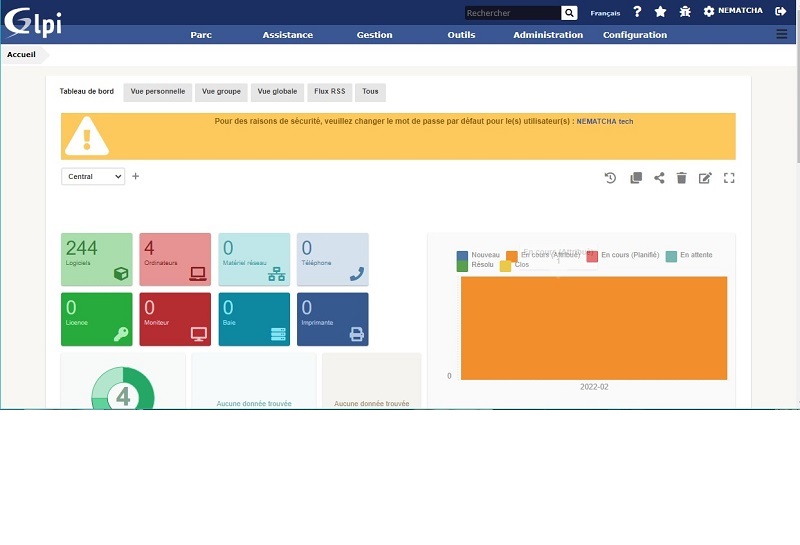 Glpi
Rechercher
Français
?
NEMATCHA
Parc
Assistance
Gestion
Outils
Administration
Configuration
Accueil
Tableau de bord
Vue personnelle
Vue groupe
Vue globale
Flux RSS
Tous
Pour des raisons de sécurité, veuillez changer le mot de passe par défaut pour le(s) utilisateur(s) : NEMATCHA tech
Central
+
244
Logiciels
4
Ordinateurs
0
Matériel réseau
0
Téléphone
0
Licence
0
Moniteur
0
Baie
0
Imprimante
4
Aucune donnée trouvée
Aucune donnée trouvée
En cours (Attribué)
1
Nouveau
En cours (Attribué)
En cours (Planifié)
En attente
Résolu
Clos
0
2022-02